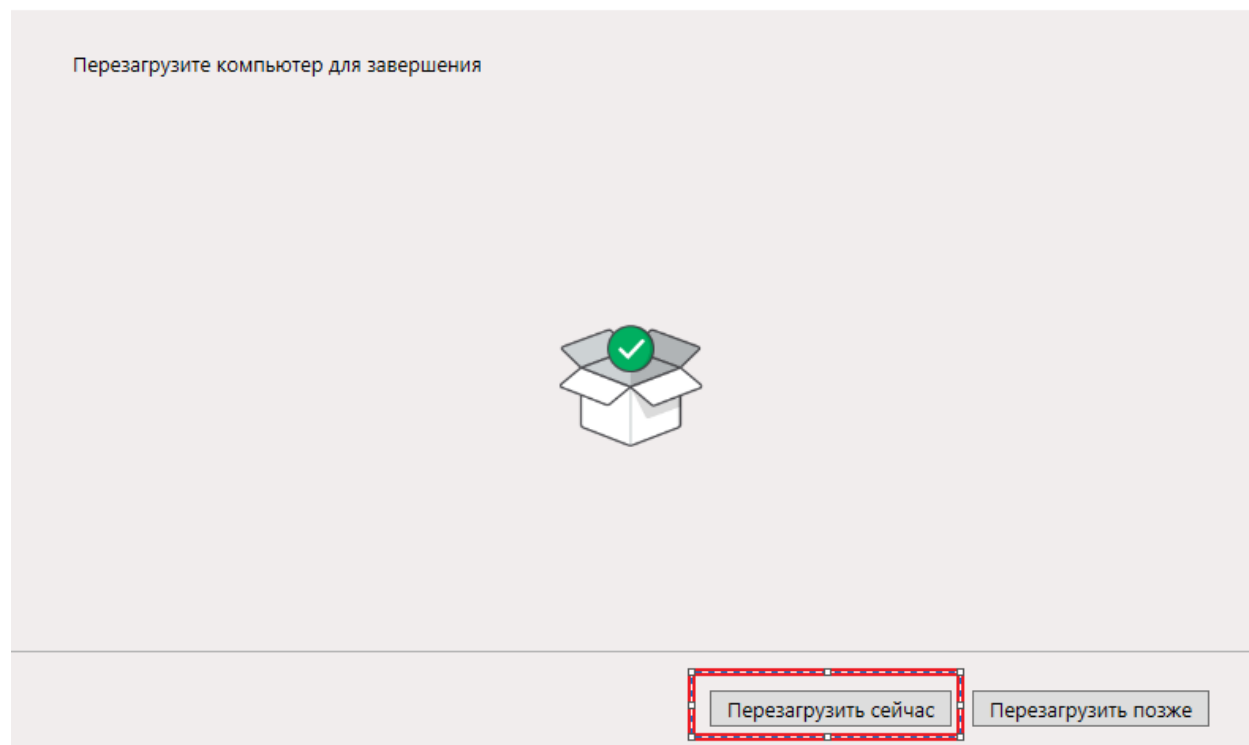 Перезагрузите компьютер для завершения
Перезагрузить сейчас
Перезагрузить позже